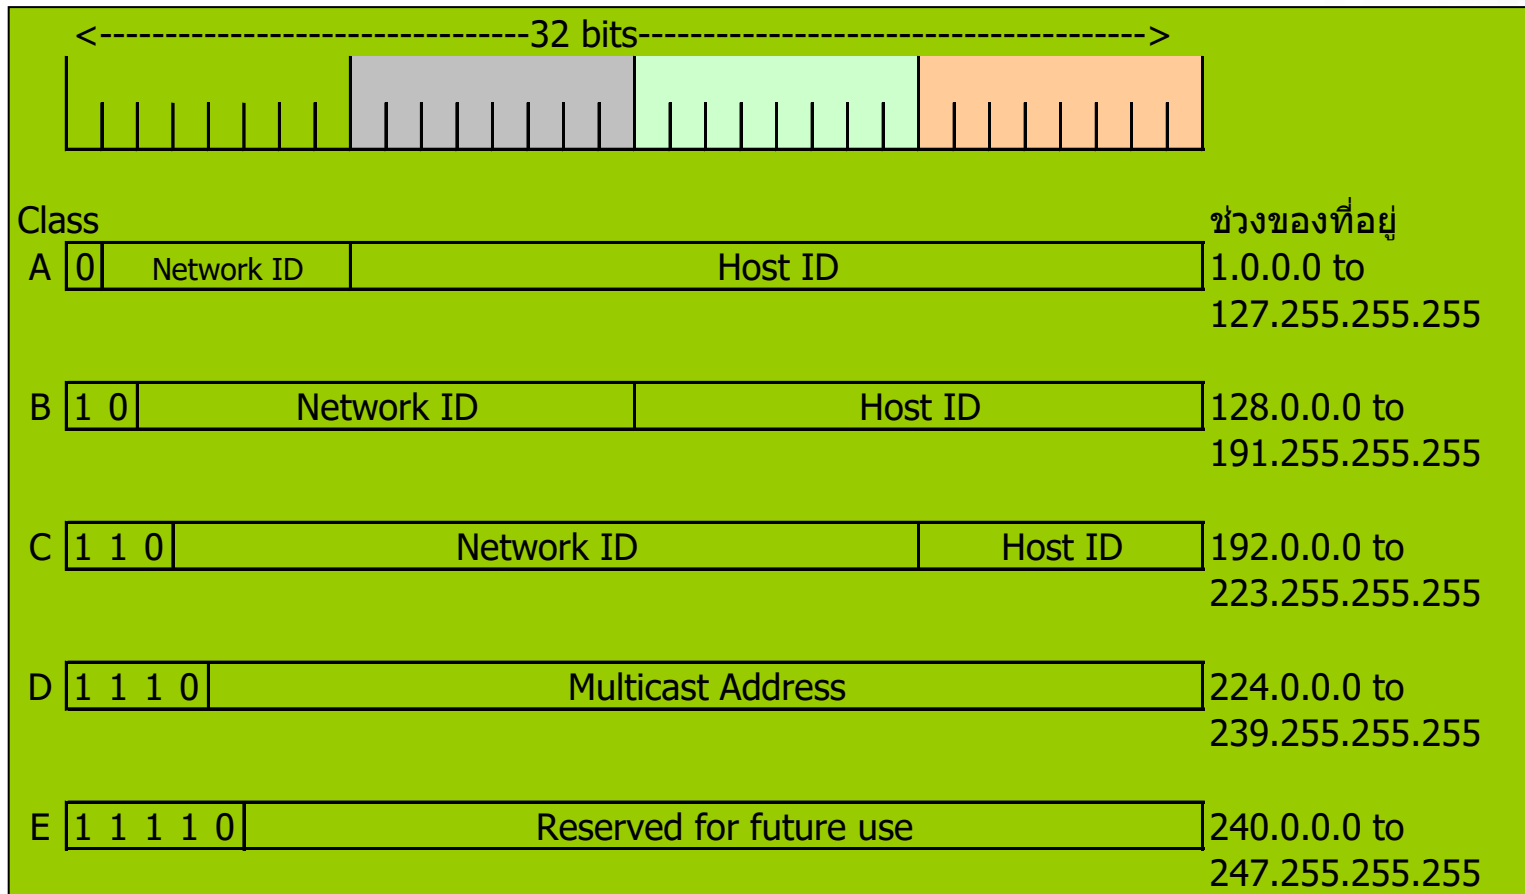 <---------------------------------32 bits--------------------------------------->
Class ช่วงของที่อยู่
A 0 Network ID Host ID 1.0.0.0 to
127.255.255.255
B 1 0 Network ID Host ID 128.0.0.0 to
191.255.255.255
C 1 1 0 Network ID Host ID 192.0.0.0 to
223.255.255.255
D 1 1 1 0 Multicast Address 224.0.0.0 to
239.255.255.255
E 1 1 1 1 0 Reserved for future use 240.0.0.0 to
247.255.255.255